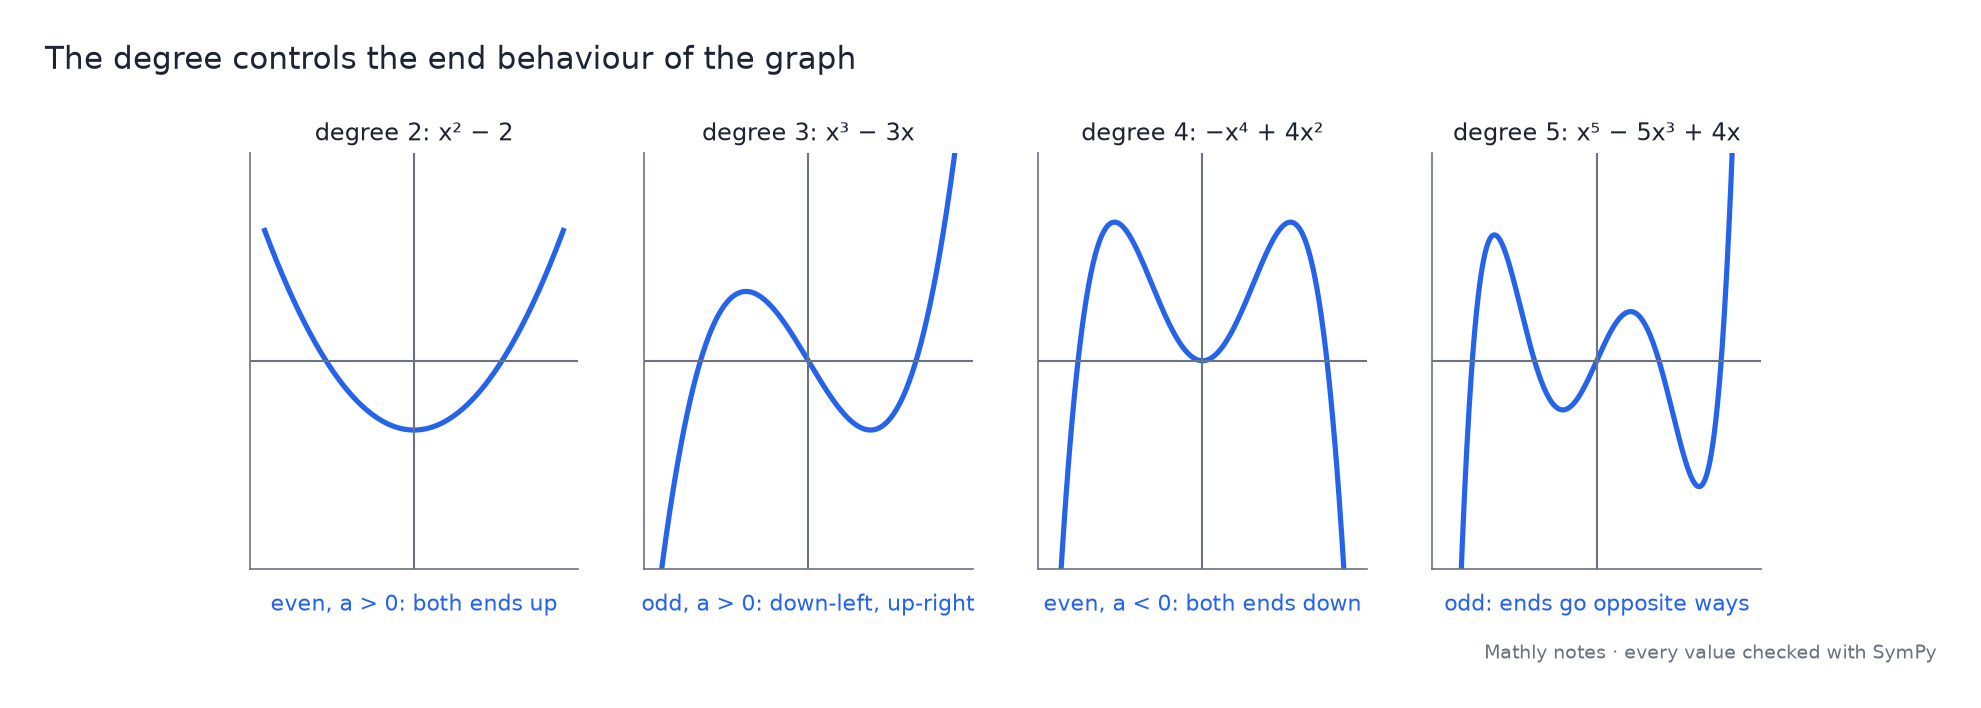 The degree controls the end behaviour of the graph
degree 2: x² − 2
degree 3: x³ − 3x
degree 4: −x⁴ + 4x²
degree 5: x⁵ − 5x³ + 4x
even, a > 0: both ends up
odd, a > 0: down-left, up-right
even, a < 0: both ends down
odd: ends go opposite ways
Mathly notes · every value checked with SymPy